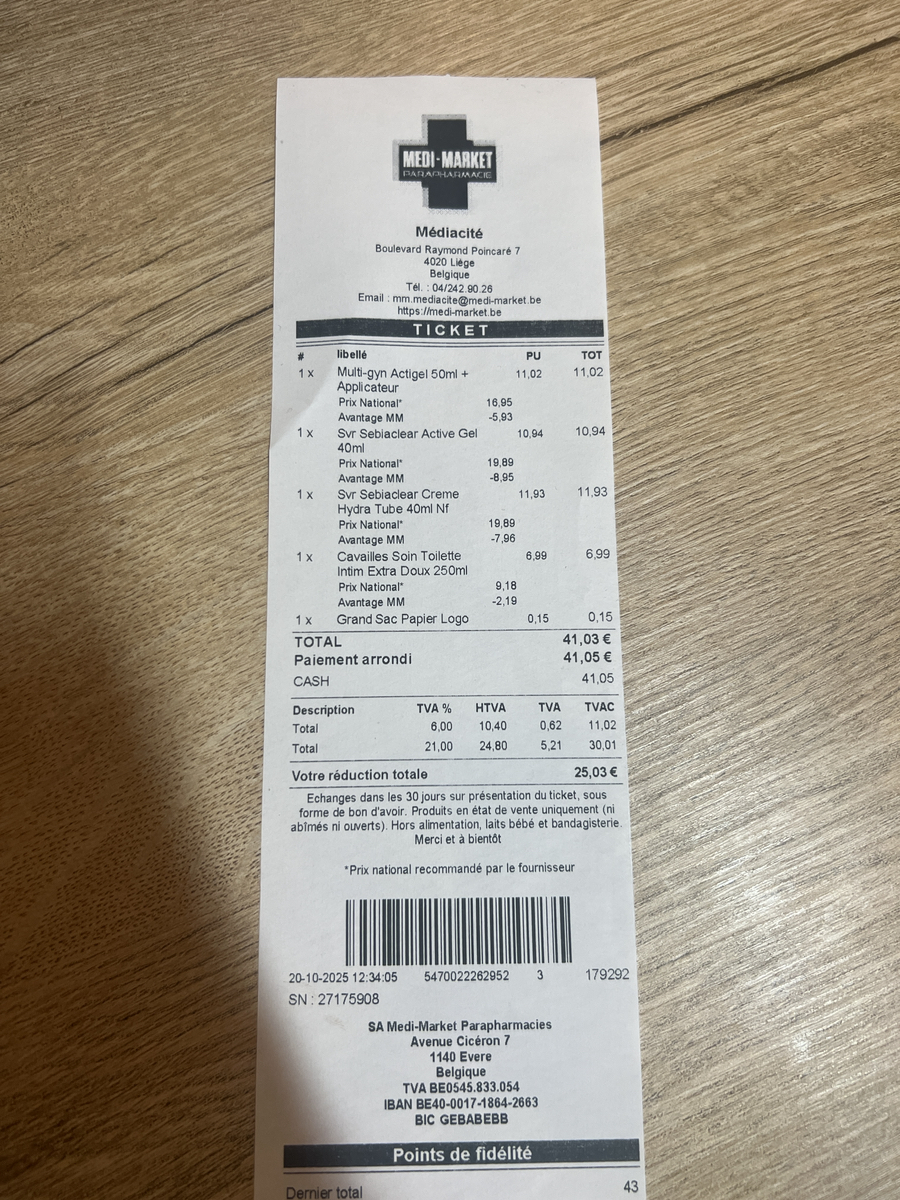 MEDI-MARKET
PARAPHARMACIE
Médiacité
Boulevard Raymond Poincaré 7
4020 Liège
Belgique
Tél. : 04/242.90.26
Email : mm.mediacite@medi-market.be
https://medi-market.be
TICKET
# libellé PU TOT
1 x Multi-gyn Actigel 50ml + 11,02 11,02
Applicateur
Prix National* 16,95
Avantage MM -5,93
1 x Svr Sebiaclear Active Gel 10,94 10,94
40ml
Prix National* 19,89
Avantage MM -8,95
1 x Svr Sebiaclear Creme 11,93 11,93
Hydra Tube 40ml Nf
Prix National* 19,89
Avantage MM -7,96
1 x Cavailles Soin Toilette 6,99 6,99
Intim Extra Doux 250ml
Prix National* 9,18
Avantage MM -2,19
1 x Grand Sac Papier Logo 0,15 0,15
TOTAL 41,03 €
Paiement arrondi 41,05 €
CASH 41,05
Description TVA % HTVA TVA TVAC
Total 6,00 10,40 0,62 11,02
Total 21,00 24,80 5,21 30,01
Votre réduction totale 25,03 €
Echanges dans les 30 jours sur présentation du ticket, sous
forme de bon d'avoir. Produits en état de vente uniquement (ni
abîmés ni ouverts). Hors alimentation, laits bébé et bandagisterie.
Merci et à bientôt
*Prix national recommandé par le fournisseur
20-10-2025 12:34:05 5470022262952 3 179292
SN : 27175908
SA Medi-Market Parapharmacies
Avenue Cicéron 7
1140 Evere
Belgique
TVA BE0545.833.054
IBAN BE40-0017-1864-2663
BIC GEBABEBB
Points de fidélité
Dernier total 43